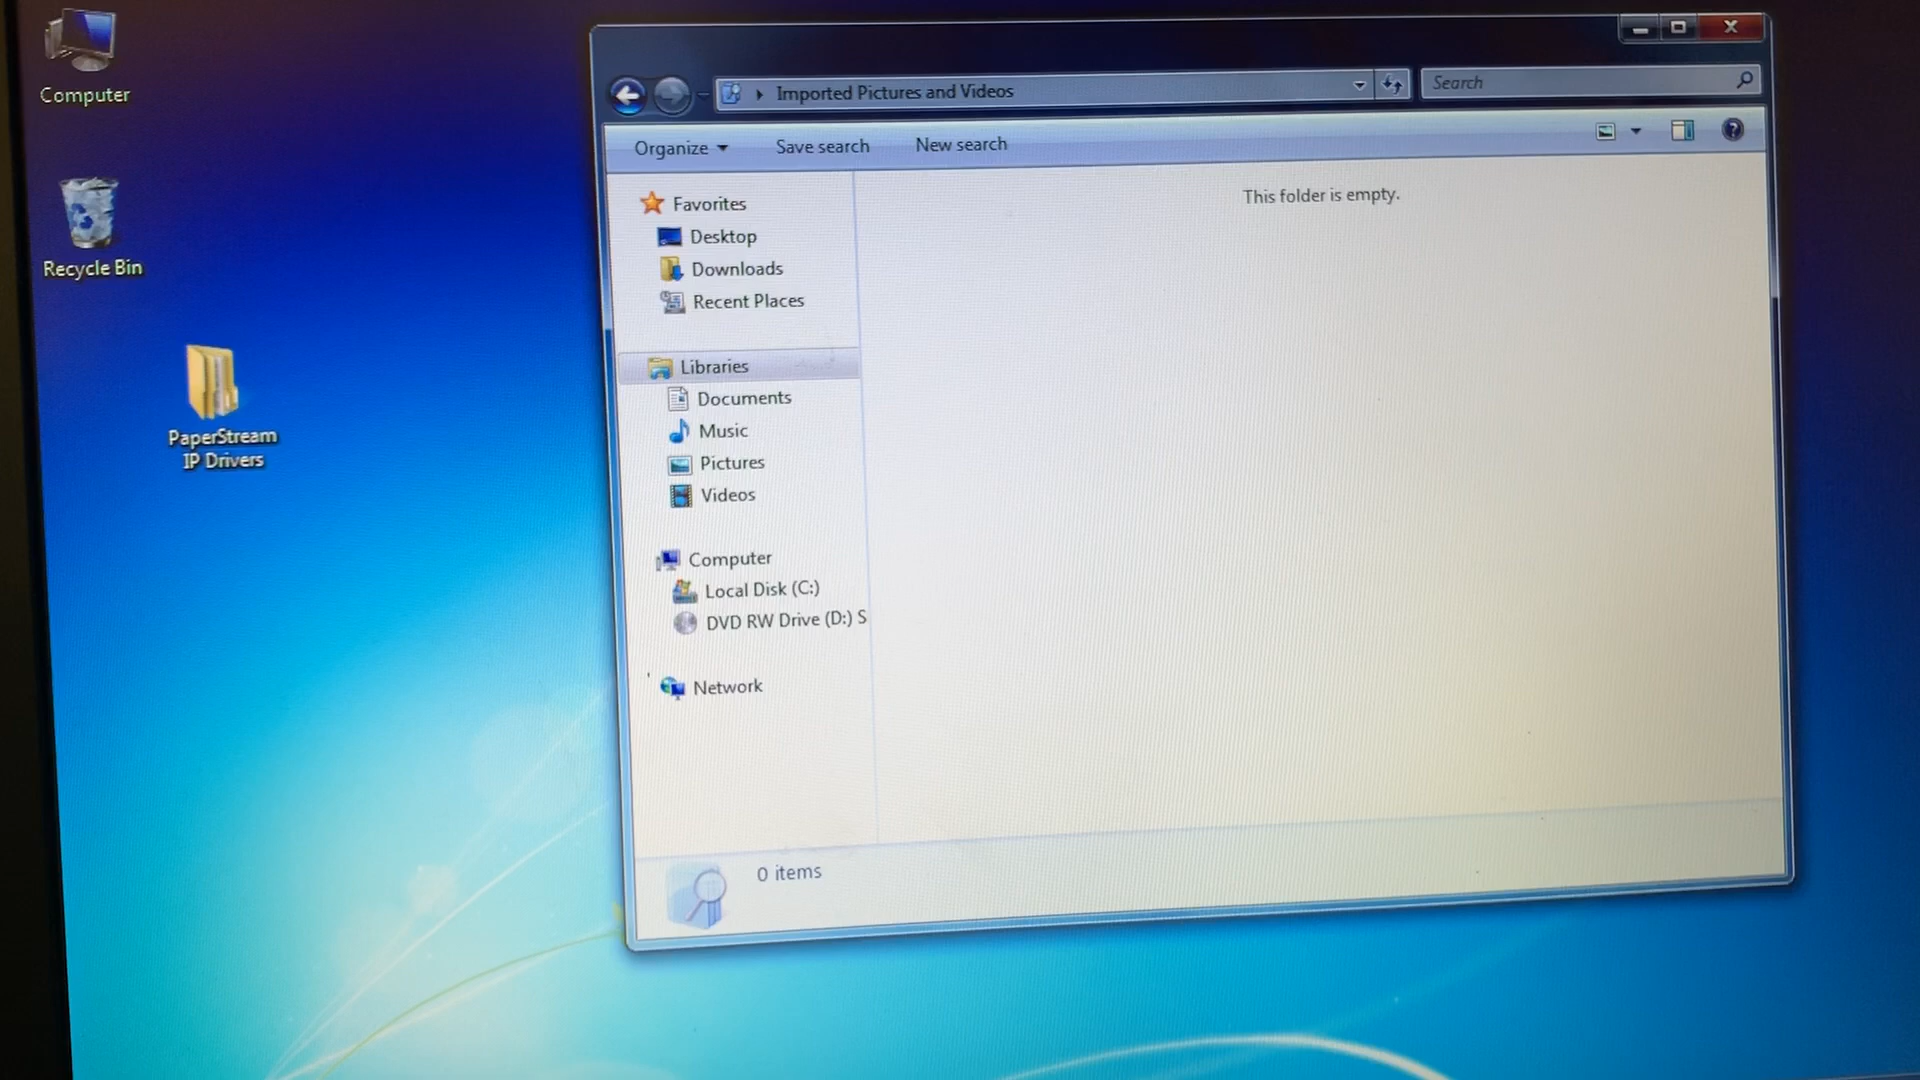 Computer
Recycle Bin
PaperStream
IP Drivers
Imported Pictures and Videos
Search
Organize
Save search
New search
Favorites
Desktop
Downloads
Recent Places
Libraries
Documents
Music
Pictures
Videos
Computer
Local Disk (C:)
DVD RW Drive (D:) S
Network
This folder is empty.
0 items